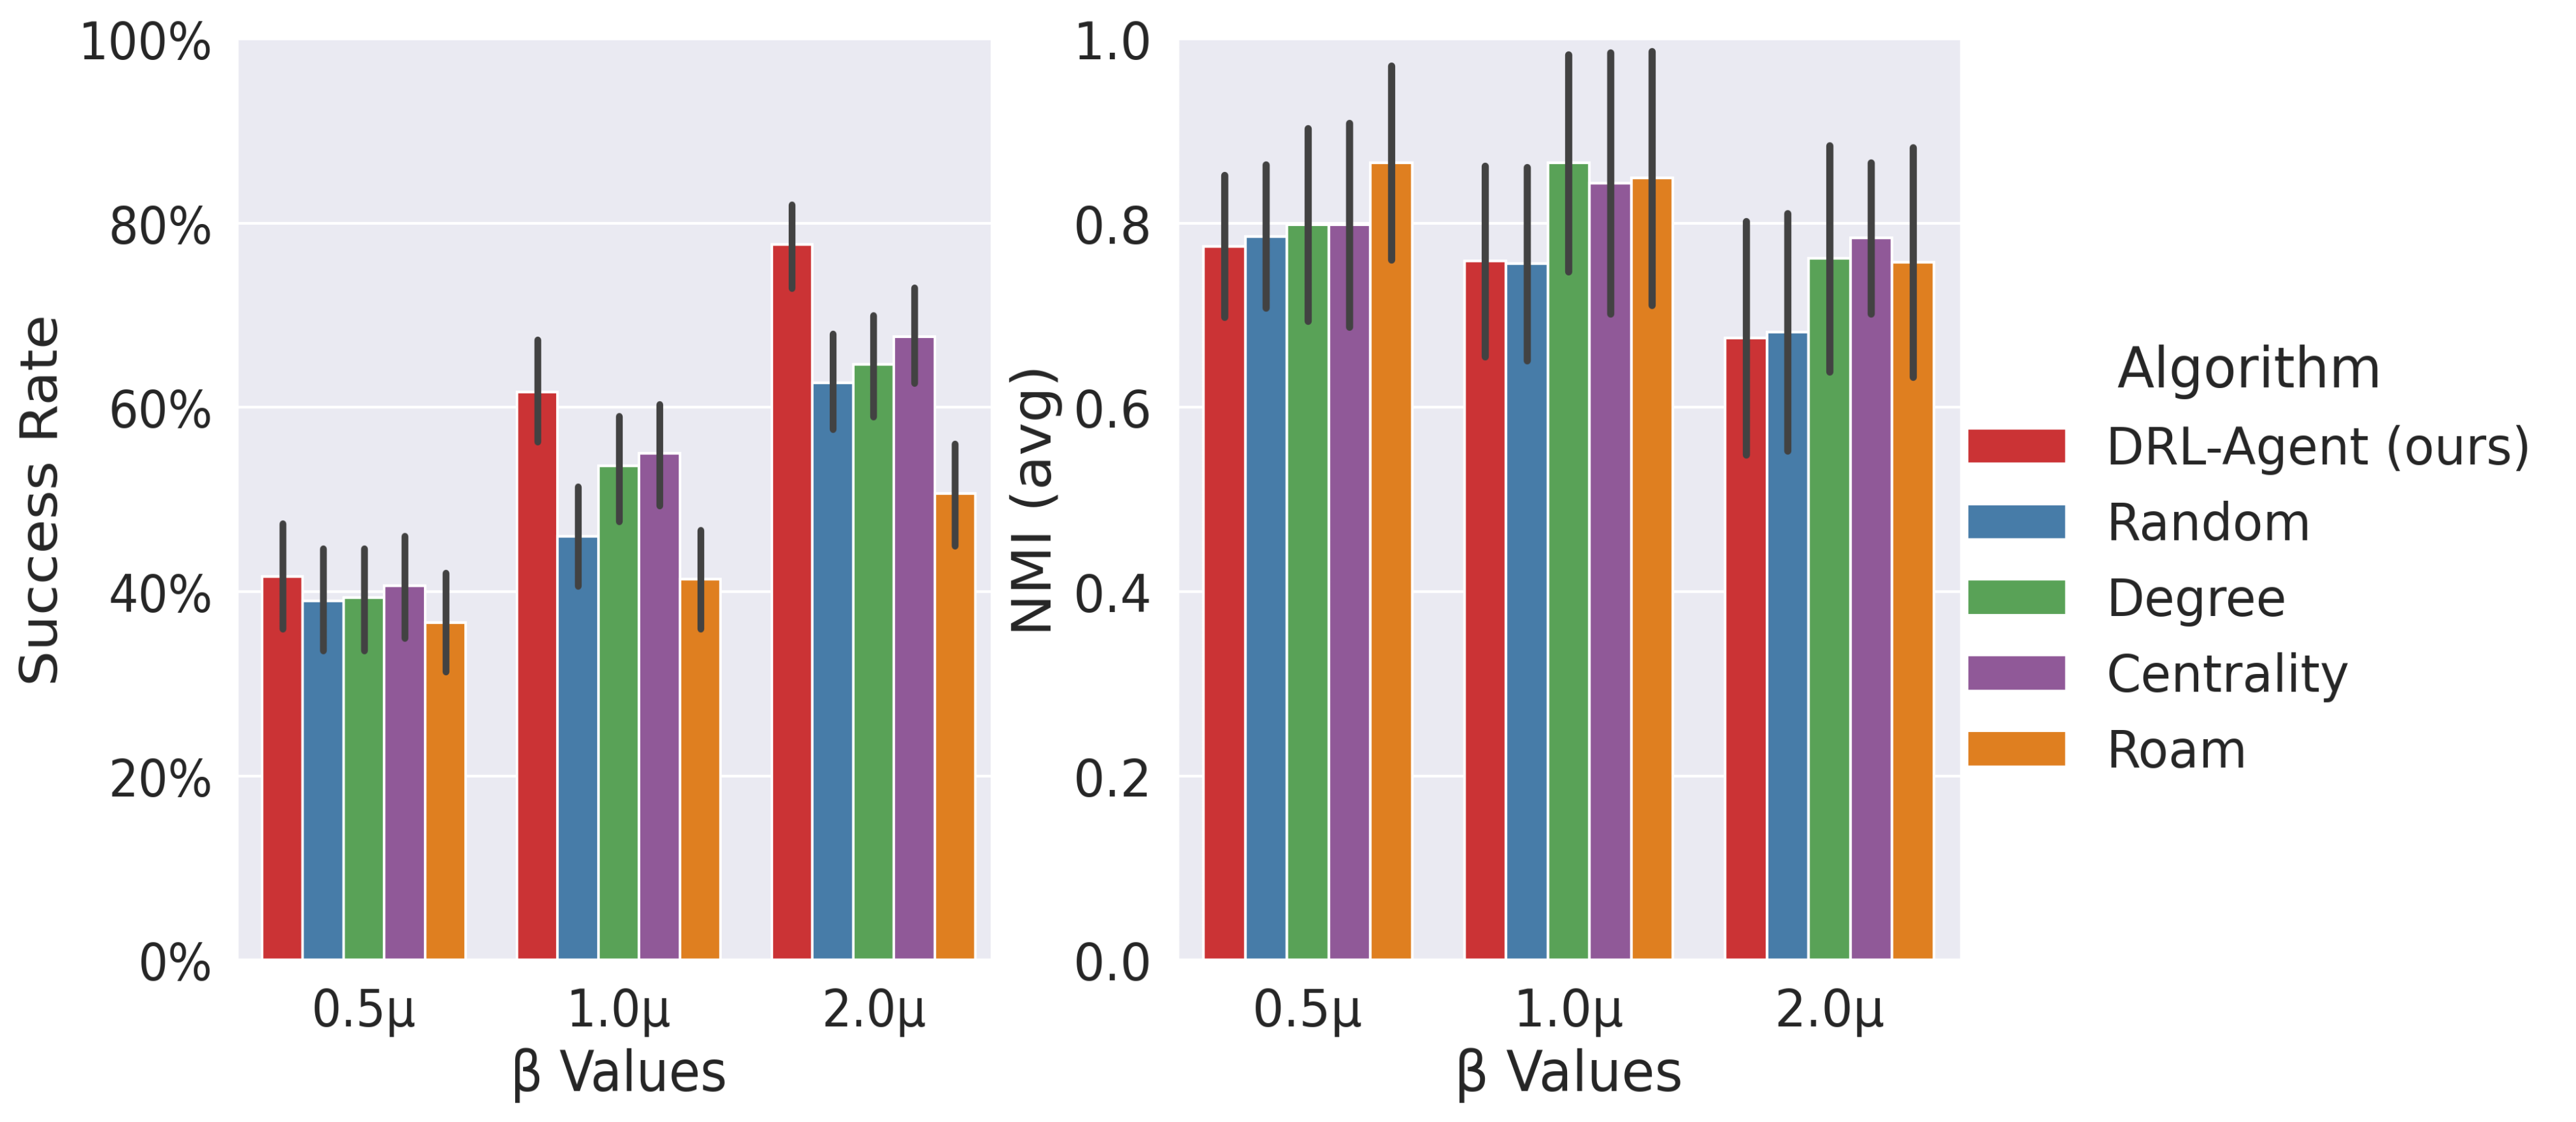 Success Rate
100%
80%
60%
40%
20%
0%
0.5μ 1.0μ 2.0μ
β Values
NMI (avg)
1.0
0.8
0.6
0.4
0.2
0.0
0.5μ 1.0μ 2.0μ
β Values
Algorithm
DRL-Agent (ours)
Random
Degree
Centrality
Roam